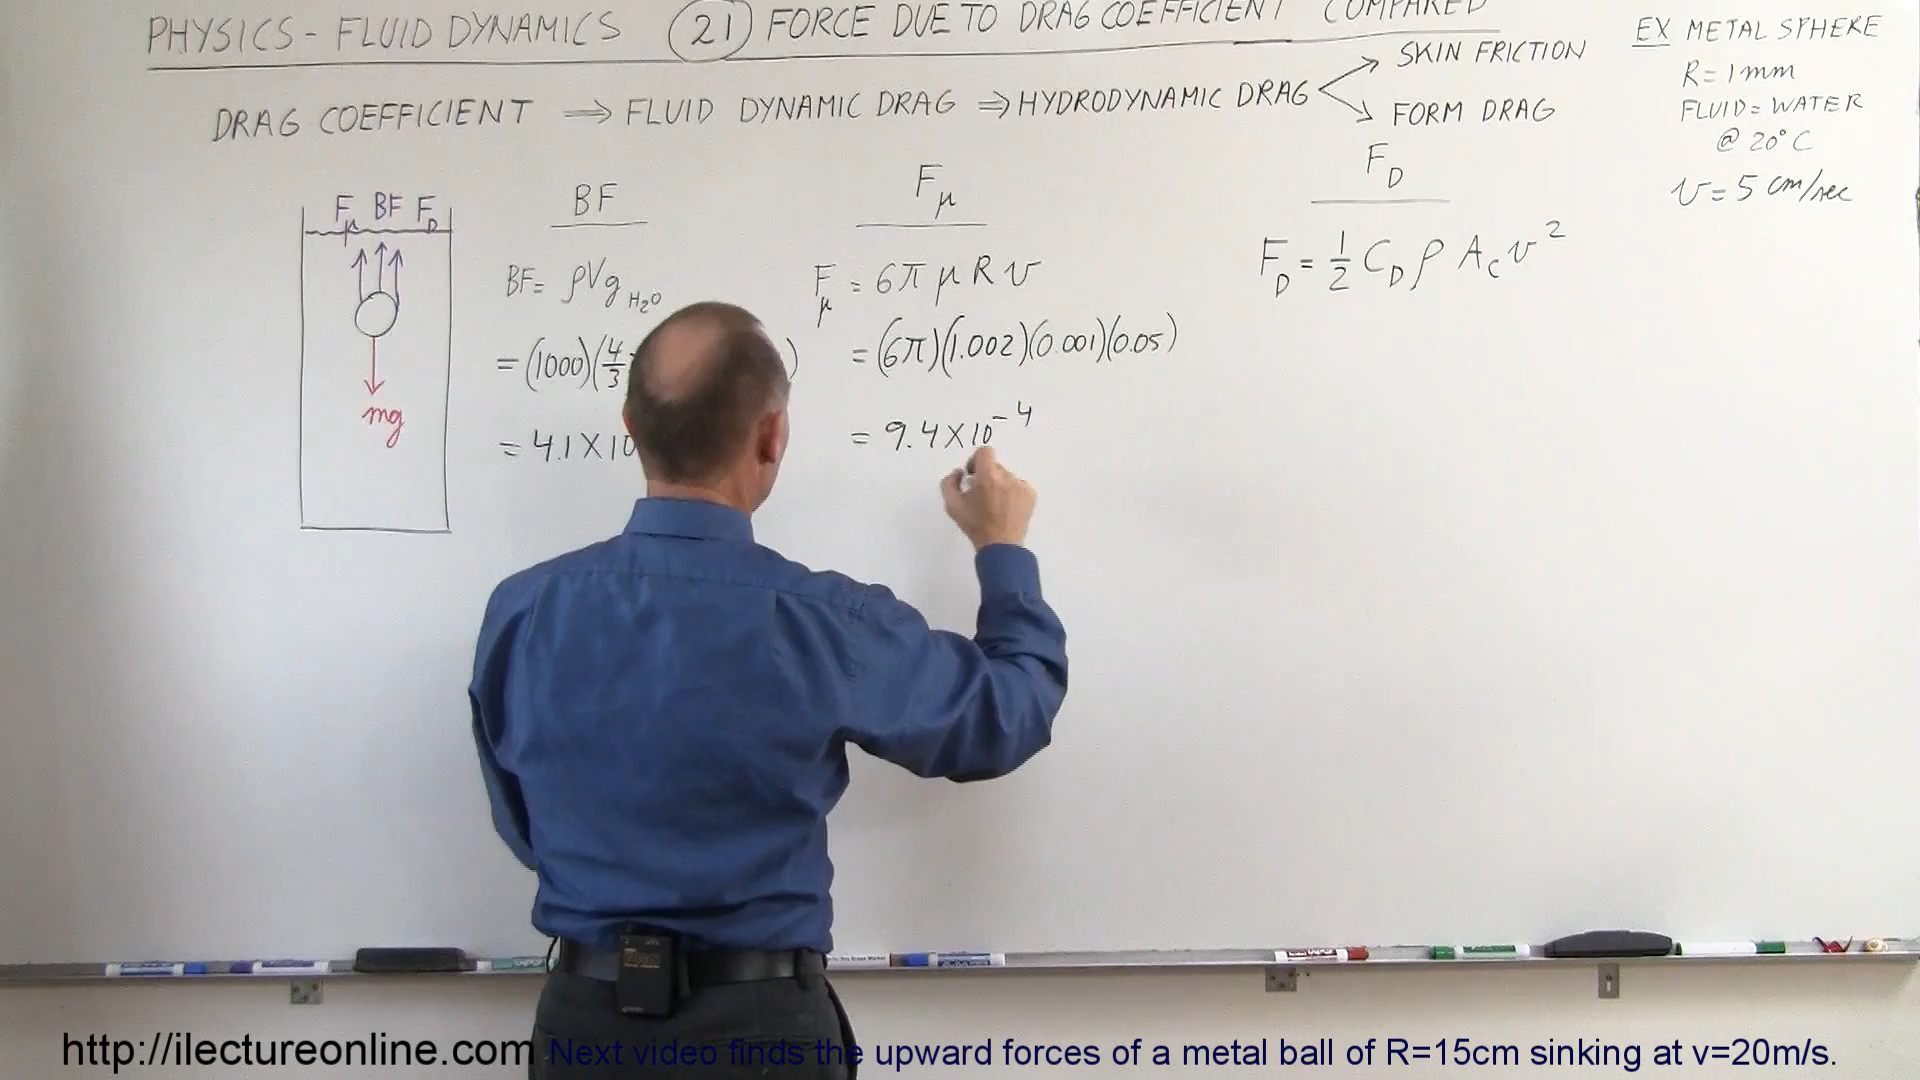 PHYSICS - FLUID DYNAMICS 21 FORCE DUE TO DRAG COEFFICIENT COMPARED
DRAG COEFFICIENT ⇒ FLUID DYNAMIC DRAG ⇒ HYDRODYNAMIC DRAG
SKIN FRICTION
FORM DRAG
EX METAL SPHERE
R = 1 mm
FLUID = WATER
@ 20° C
v = 5 cm/sec
Fμ BF FD
mg
BF
BF = ρVg H2O
= (1000)(4/3
= 4.1 X 10
Fμ
Fμ = 6π μ R v
= (6π)(1.002)(0.001)(0.05)
= 9.4 X 10^-4
FD
FD = 1/2 CD ρ AC v^2
http://ilectureonline.com Next video finds the upward forces of a metal ball of R=15cm sinking at v=20m/s.